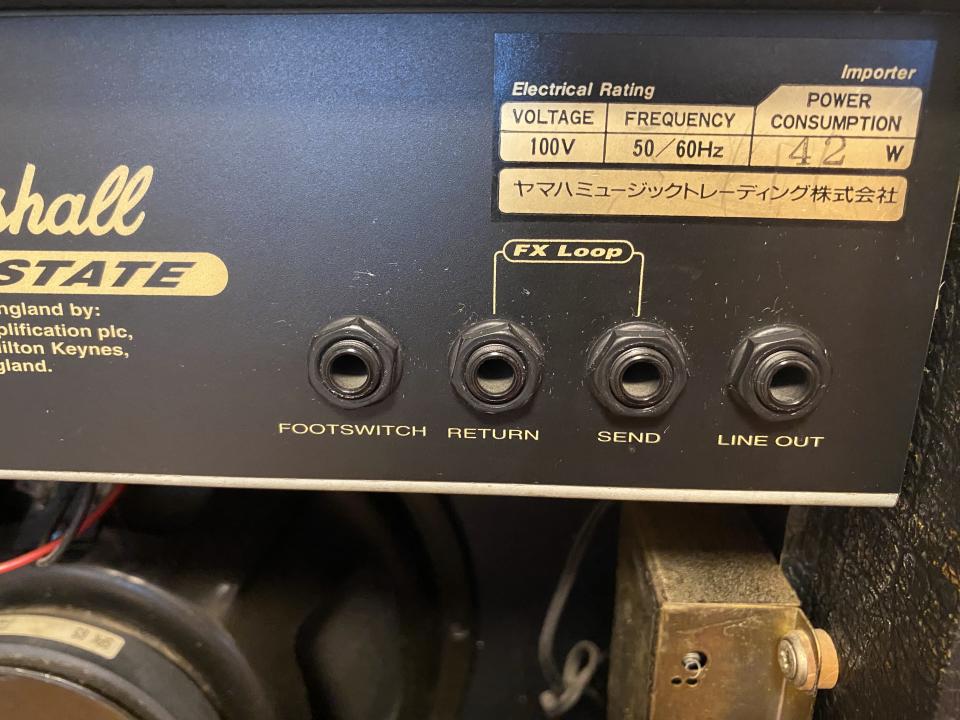 Importer
Electrical Rating
VOLTAGE
FREQUENCY
POWER CONSUMPTION
100V
50/60Hz
42 W
ヤマハミュージックトレーディング株式会社
shall
STATE
ngland by:
plification plc,
ilton Keynes,
gland.
FX Loop
FOOTSWITCH
RETURN
SEND
LINE OUT